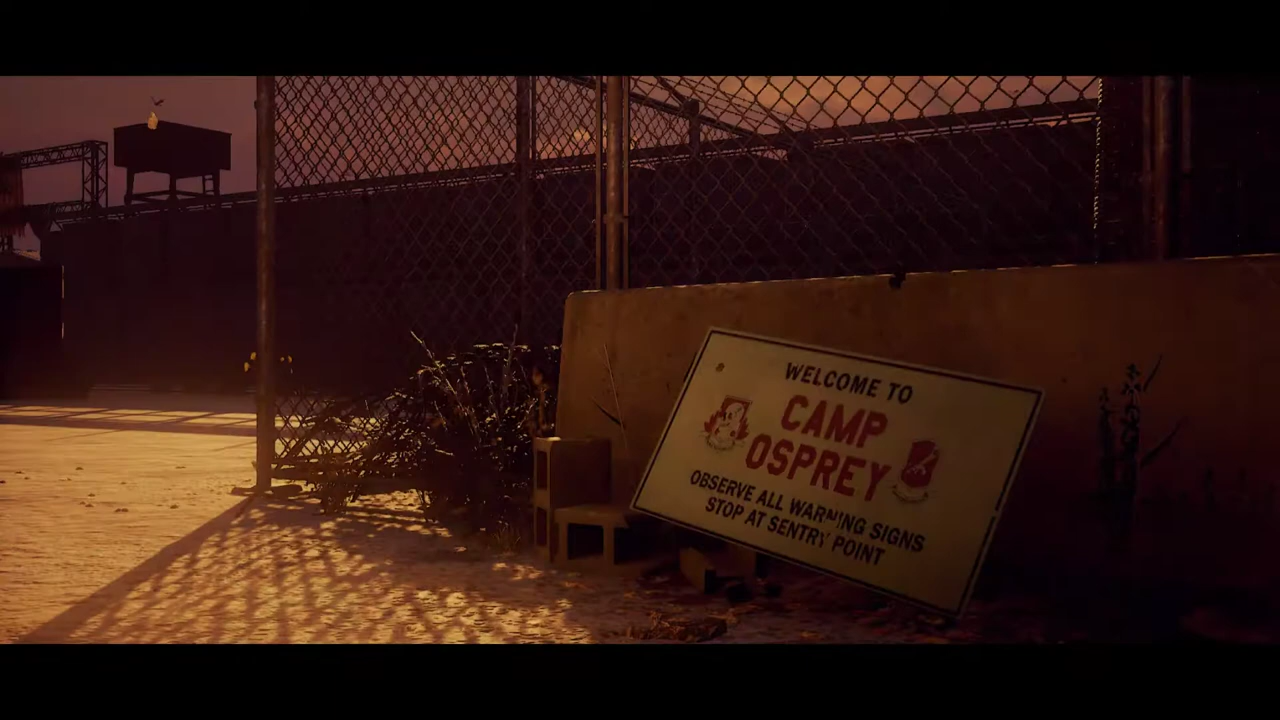 WELCOME TO
CAMP
OSPREY
OBSERVE ALL WARNING SIGNS
STOP AT SENTRY POINT